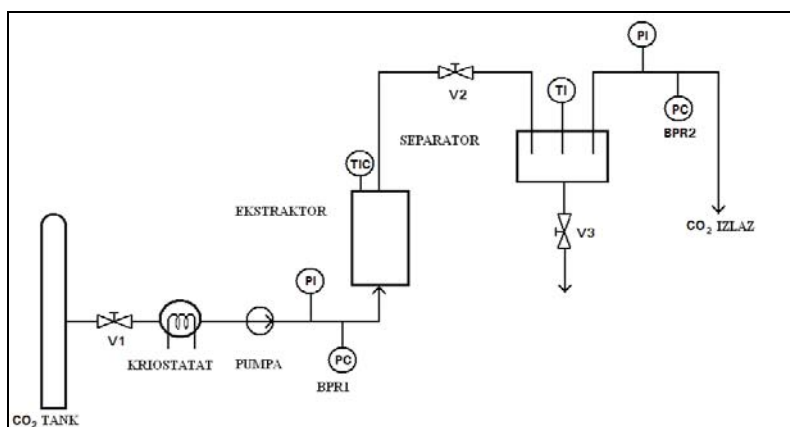 PI
V2
TI
PC
BPR2
SEPARATOR
TIC
EKSTRAKTOR
V3
CO₂ IZLAZ
PI
V1
KRIOSTATAT
PUMPA
PC
BPR1
CO₂ TANK